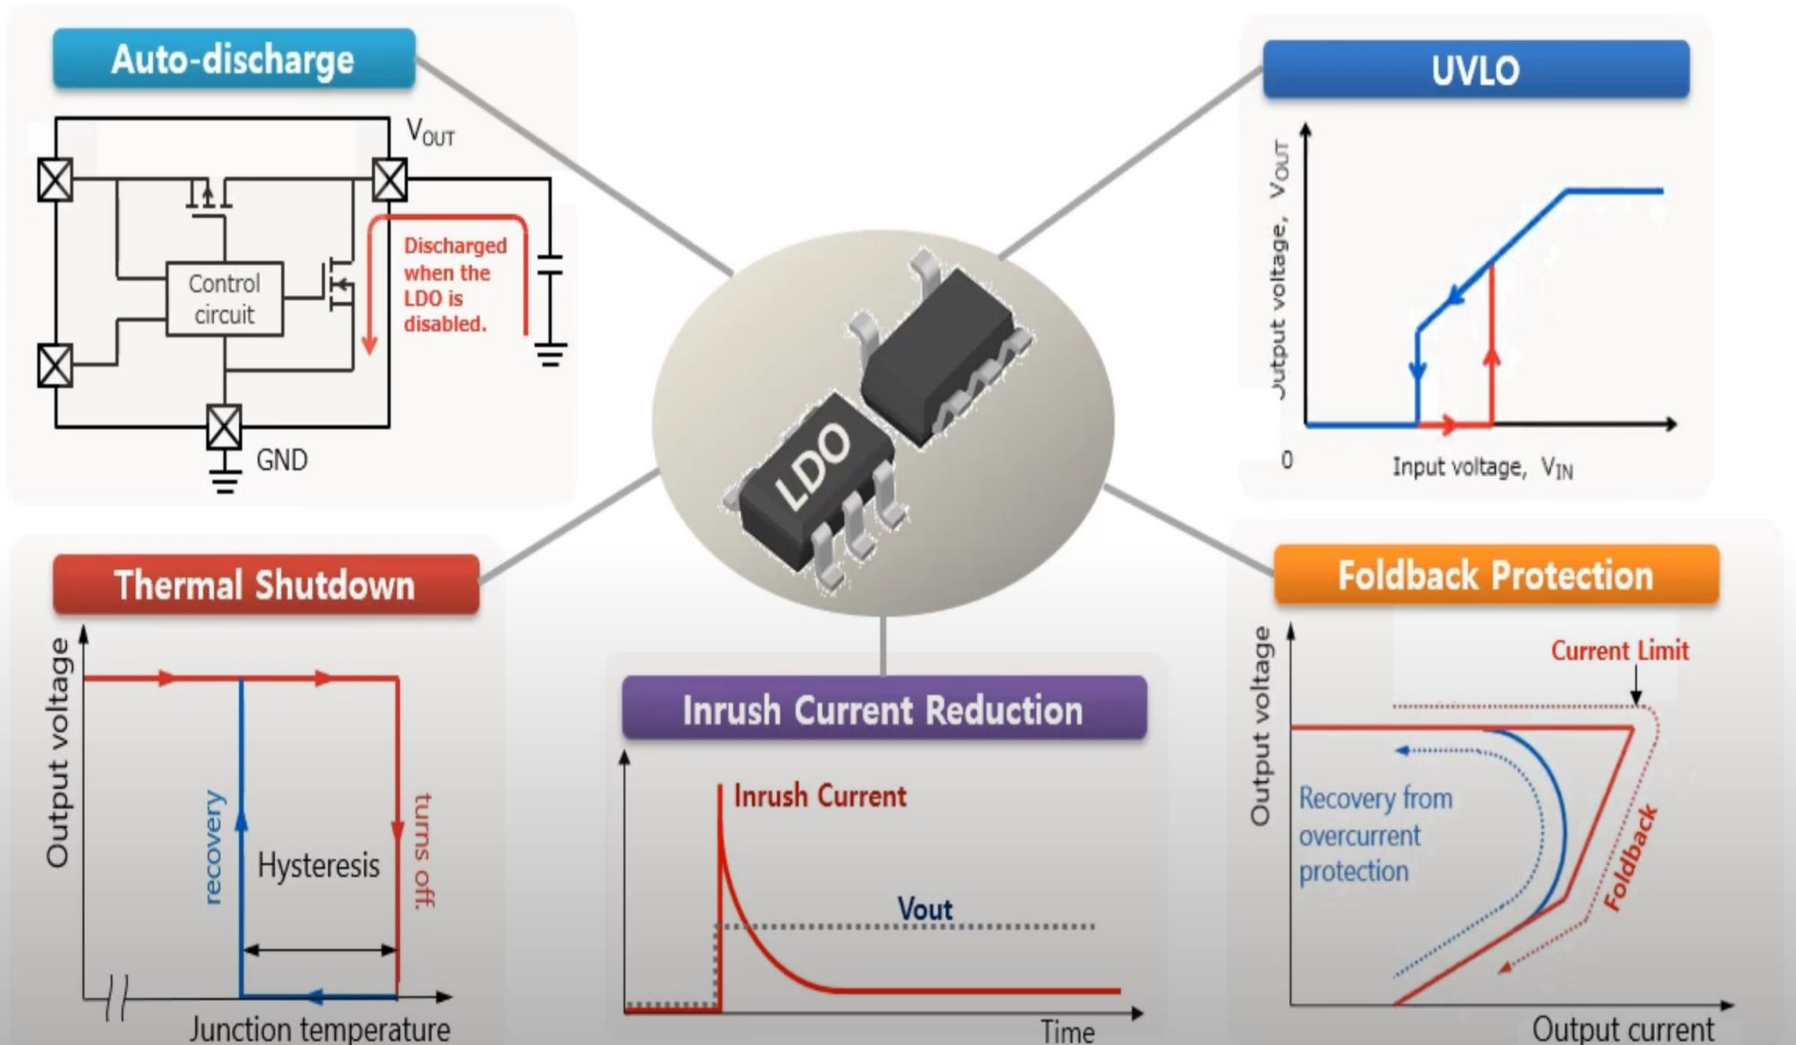 Auto-discharge
VOUT
Discharged
when the
LDO is
disabled.
Control
circuit
GND
UVLO
Output voltage, VOUT
0
Input voltage, VIN
LDO
Thermal Shutdown
Output voltage
recovery
Hysteresis
turns off.
Junction temperature
Inrush Current Reduction
Inrush Current
Vout
Time
Foldback Protection
Output voltage
Current Limit
Recovery from
overcurrent
protection
Foldback
Output current